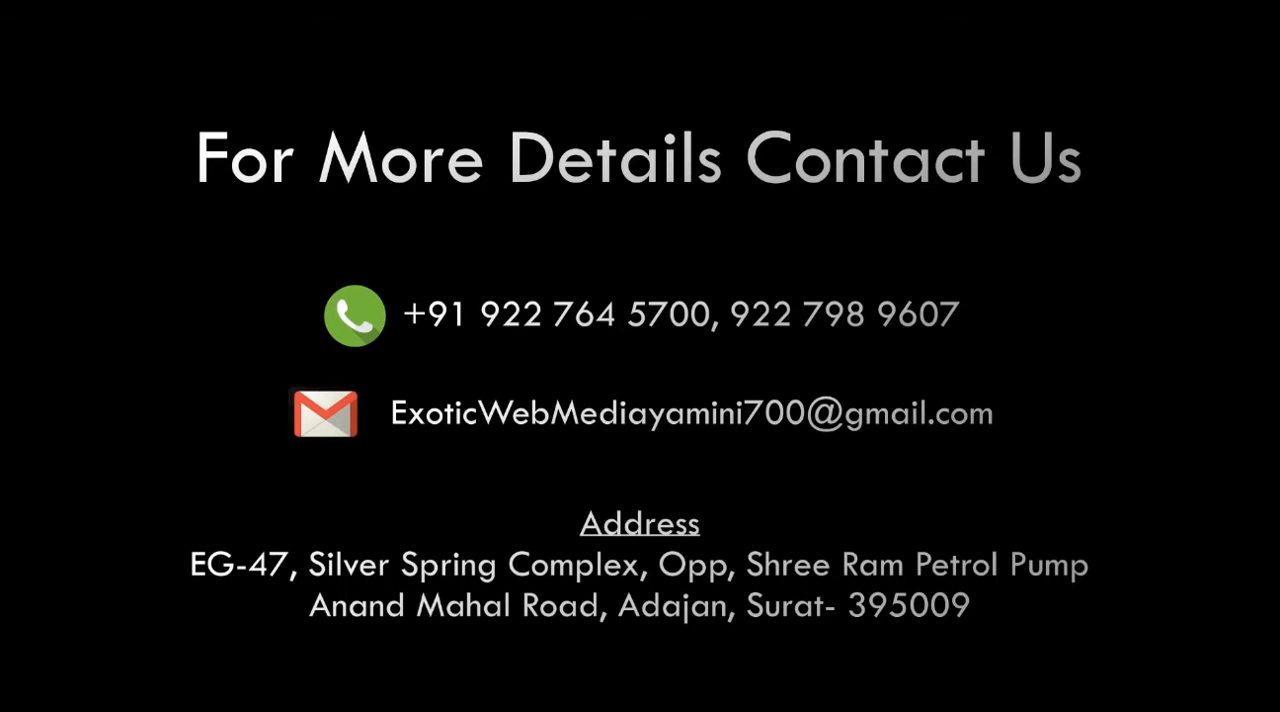 For More Details Contact Us
+91 922 764 5700, 922 798 9607
ExoticWebMediayamini700@gmail.com
Address
EG-47, Silver Spring Complex, Opp, Shree Ram Petrol Pump
Anand Mahal Road, Adajan, Surat- 395009